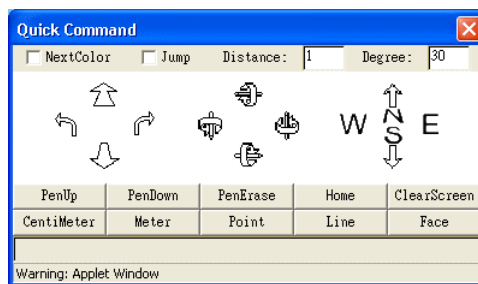 Quick Command
NextColor Jump Distance: 1 Degree: 30
W N S E
PenUp PenDown PenErase Home ClearScreen
CentiMeter Meter Point Line Face
Warning: Applet Window